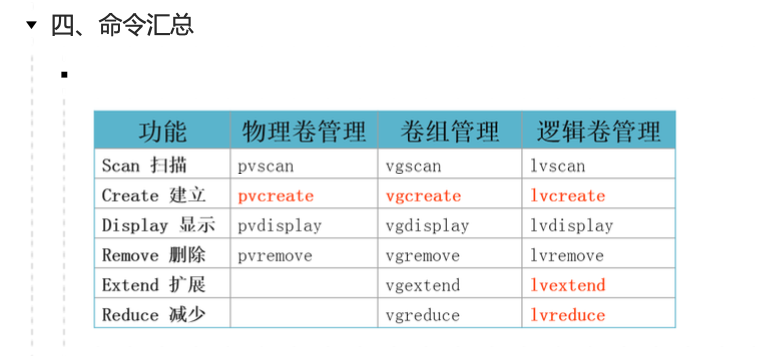 四、命令汇总
功能 物理卷管理 卷组管理 逻辑卷管理
Scan 扫描 pvscan vgscan lvscan
Create 建立 pvcreate vgcreate lvcreate
Display 显示 pvdisplay vgdisplay lvdisplay
Remove 删除 pvremove vgremove lvremove
Extend 扩展 vgextend lvextend
Reduce 减少 vgreduce lvreduce